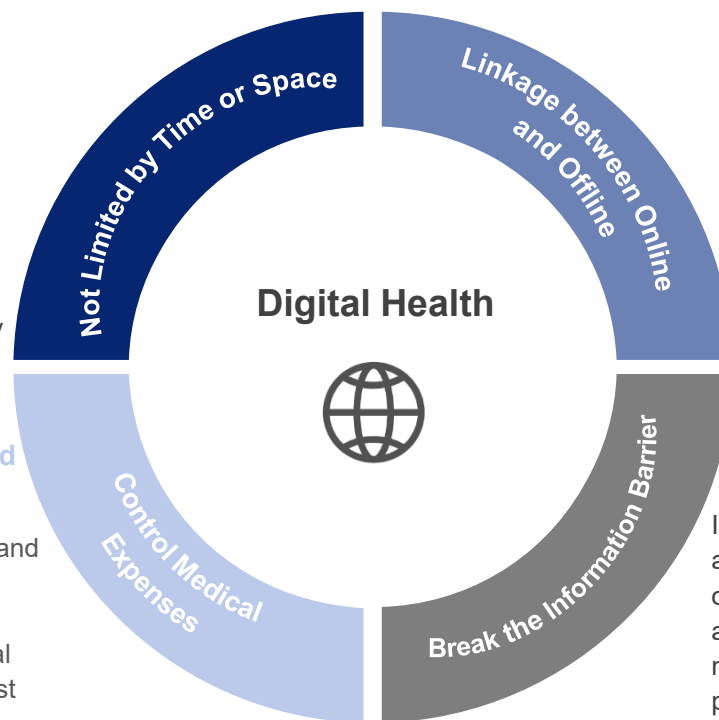 Not Limited by Time or Space
Linkage between Online
and Offline
Digital Health
and
Control Medical
Expenses
Break the Information Barrier